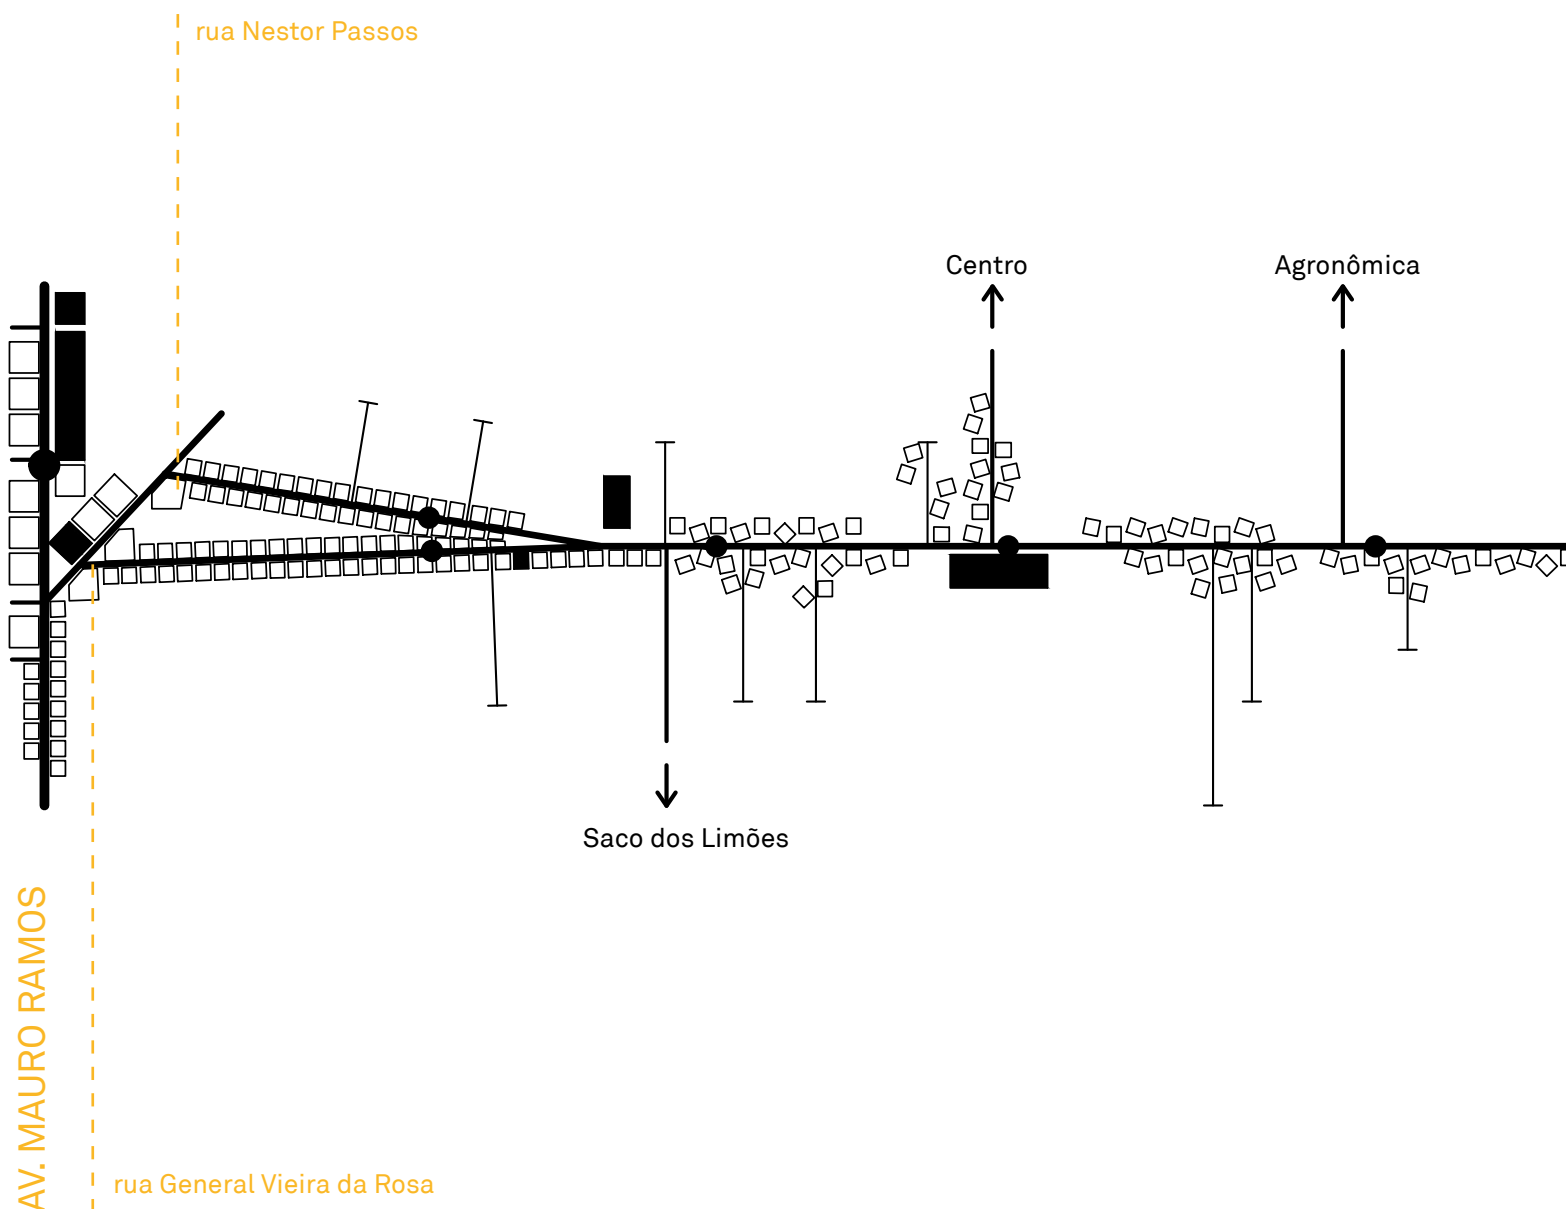 rua Nestor Passos
Centro
Agronômica
Saco dos Limões
AV. MAURO RAMOS
rua General Vieira da Rosa